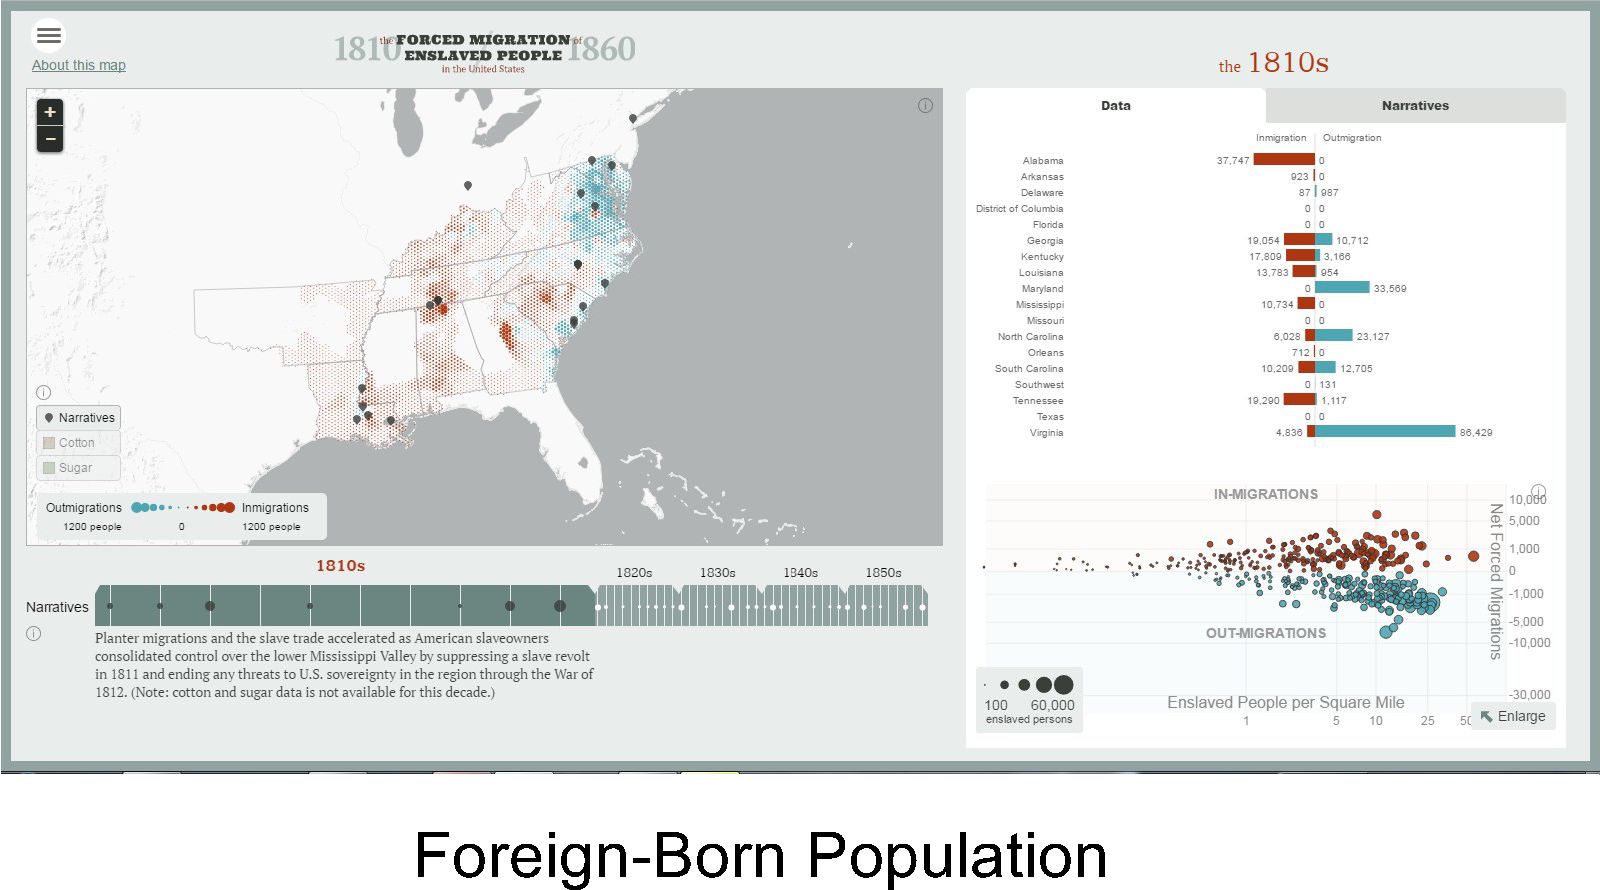 About this map
1810 the FORCED MIGRATION of 1860
ENSLAVED PEOPLE
in the United States
the 1810s
+
−
Data
Narratives
Inmigration Outmigration
Alabama 37,747 0
Arkansas 923 0
Delaware 87 987
District of Columbia 0 0
Florida 0 0
Georgia 19,054 10,712
Kentucky 17,809 3,166
Louisiana 13,783 954
Maryland 0 33,569
Mississippi 10,734 0
Missouri 0 0
North Carolina 6,028 23,127
Orleans 712 0
South Carolina 10,209 12,705
Southwest 0 131
Tennessee 19,290 1,117
Texas 0 0
Virginia 4,836 86,429
Narratives
Cotton
Sugar
Outmigrations Inmigrations
1200 people 0 1200 people
IN-MIGRATIONS
OUT-MIGRATIONS
Net Forced Migrations
10,000
5,000
1,000
0
-1,000
-5,000
-10,000
-30,000
Enslaved People per Square Mile
1 5 10 25
100 60,000
enslaved persons
Enlarge
1810s
1820s 1830s 1840s 1850s
Narratives
Planter migrations and the slave trade accelerated as American slaveowners
consolidated control over the lower Mississippi Valley by suppressing a slave revolt
in 1811 and ending any threats to U.S. sovereignty in the region through the War of
1812. (Note: cotton and sugar data is not available for this decade.)
Foreign-Born Population